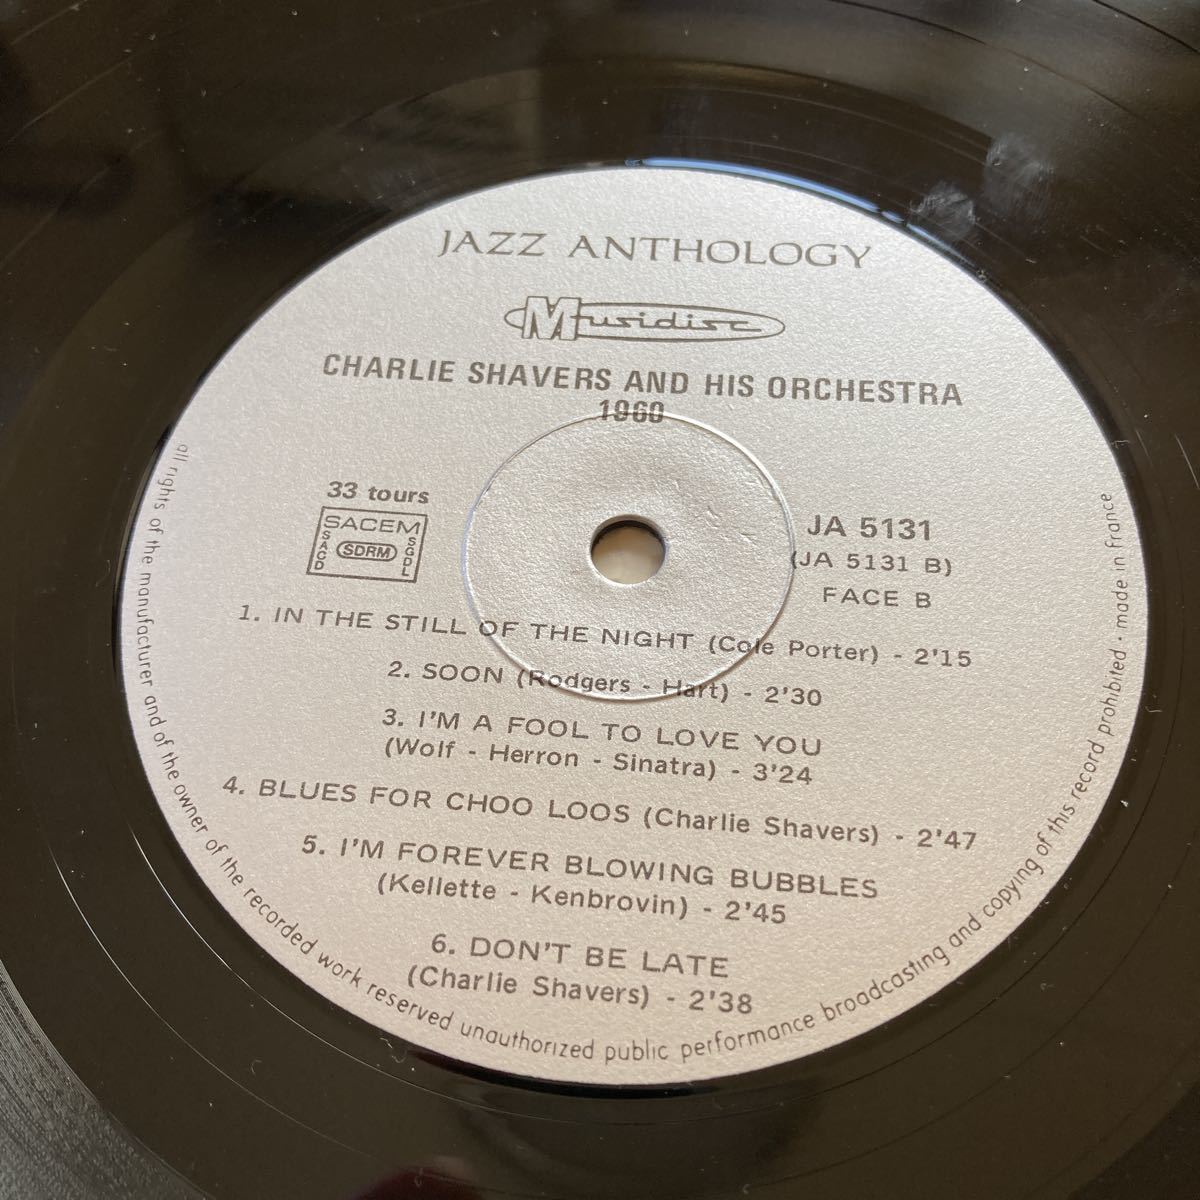 JAZZ ANTHOLOGY
Musidisc
CHARLIE SHAVERS AND HIS ORCHESTRA
1960
33 tours
SACEM
SACD
SDRM
SGDL
JA 5131
(JA 5131 B)
FACE B
1. IN THE STILL OF THE NIGHT (Cole Porter) - 2'15
2. SOON (Rodgers - Hart) - 2'30
3. I'M A FOOL TO LOVE YOU
(Wolf - Herron - Sinatra) - 3'24
4. BLUES FOR CHOO LOOS (Charlie Shavers) - 2'47
5. I'M FOREVER BLOWING BUBBLES
(Kellette - Kenbrovin) - 2'45
6. DON'T BE LATE
(Charlie Shavers) - 2'38
all rights of the manufacturer and of the owner of the recorded work reserved unauthorized public performance broadcasting and copying of this record prohibited · made in france